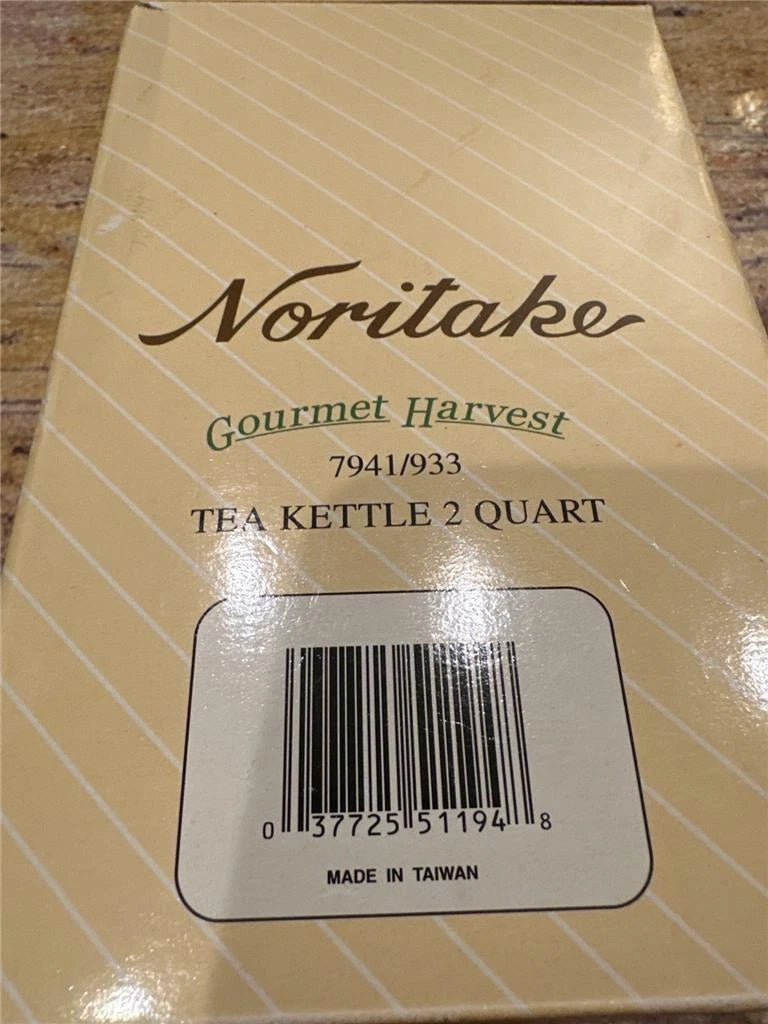 Noritake
Gourmet Harvest
7941/933
TEA KETTLE 2 QUART
0 37725 51194 8
MADE IN TAIWAN